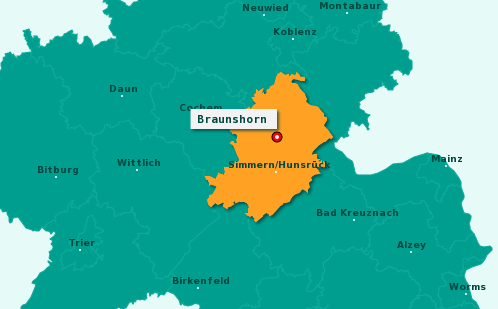 Neuwied
Montabaur
Koblenz
Daun
Cochem
Braunshorn
Mainz
Bitburg
Wittlich
Simmern/Hunsrück
Bad Kreuznach
Trier
Alzey
Birkenfeld
Worms